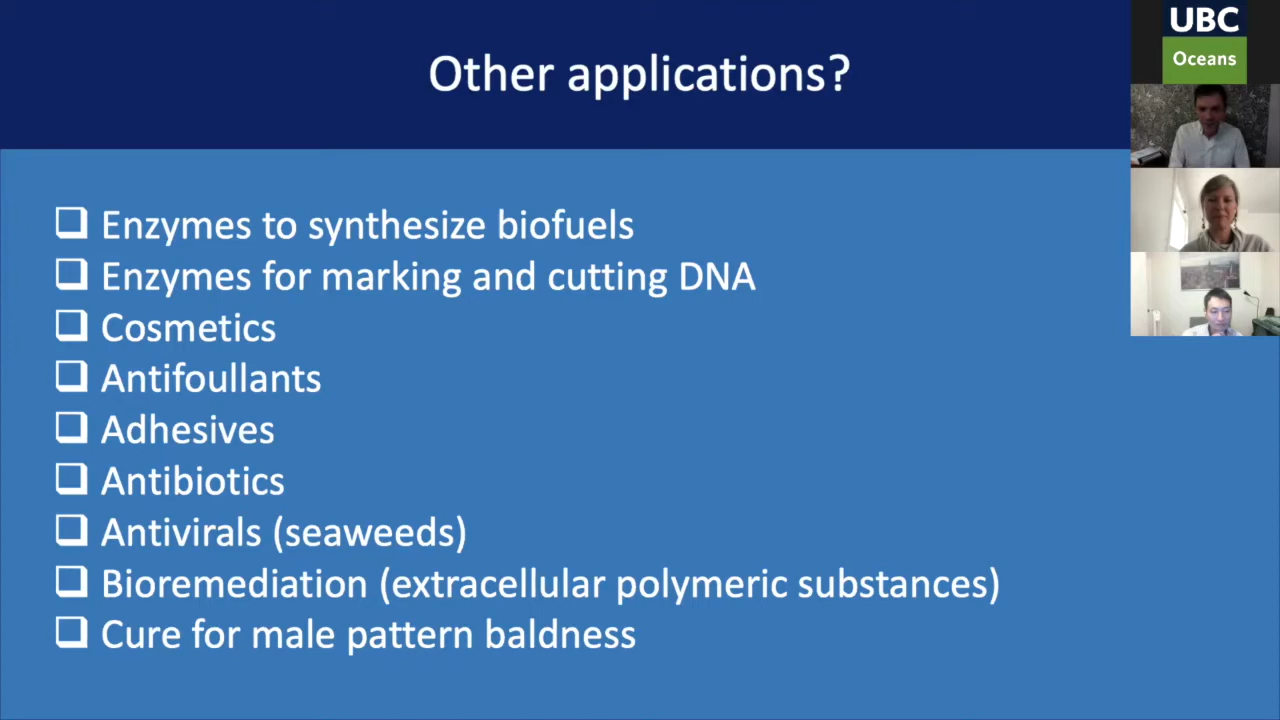 Other applications?
UBC
Oceans
Enzymes to synthesize biofuels
Enzymes for marking and cutting DNA
Cosmetics
Antifoullants
Adhesives
Antibiotics
Antivirals (seaweeds)
Bioremediation (extracellular polymeric substances)
Cure for male pattern baldness